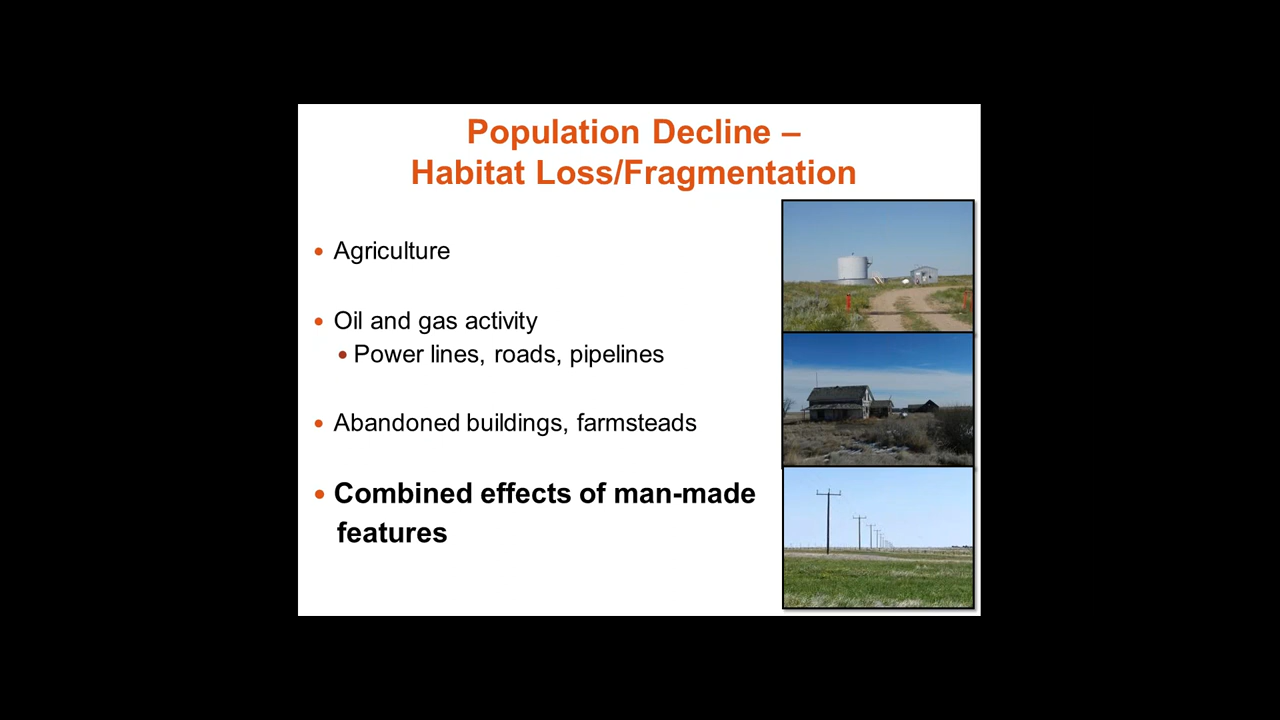 Population Decline –
Habitat Loss/Fragmentation
• Agriculture
• Oil and gas activity
• Power lines, roads, pipelines
• Abandoned buildings, farmsteads
• Combined effects of man-made
features